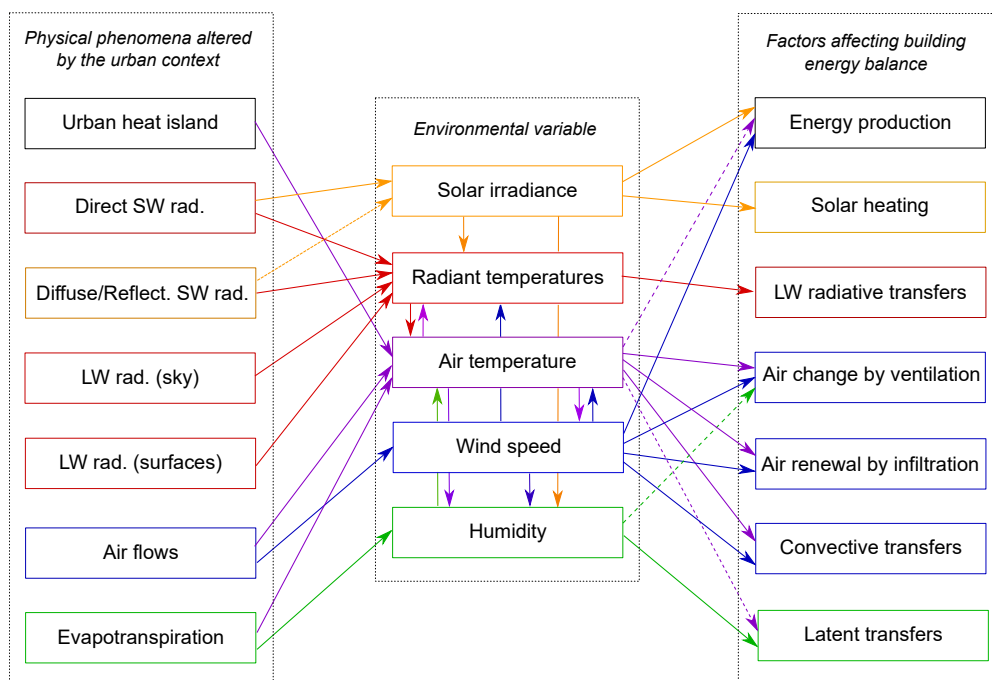 Physical phenomena altered
by the urban context
Urban heat island
Direct SW rad.
Diffuse/Reflect. SW rad.
LW rad. (sky)
LW rad. (surfaces)
Air flows
Evapotranspiration
Environmental variable
Solar irradiance
Radiant temperatures
Air temperature
Wind speed
Humidity
Factors affecting building
energy balance
Energy production
Solar heating
LW radiative transfers
Air change by ventilation
Air renewal by infiltration
Convective transfers
Latent transfers